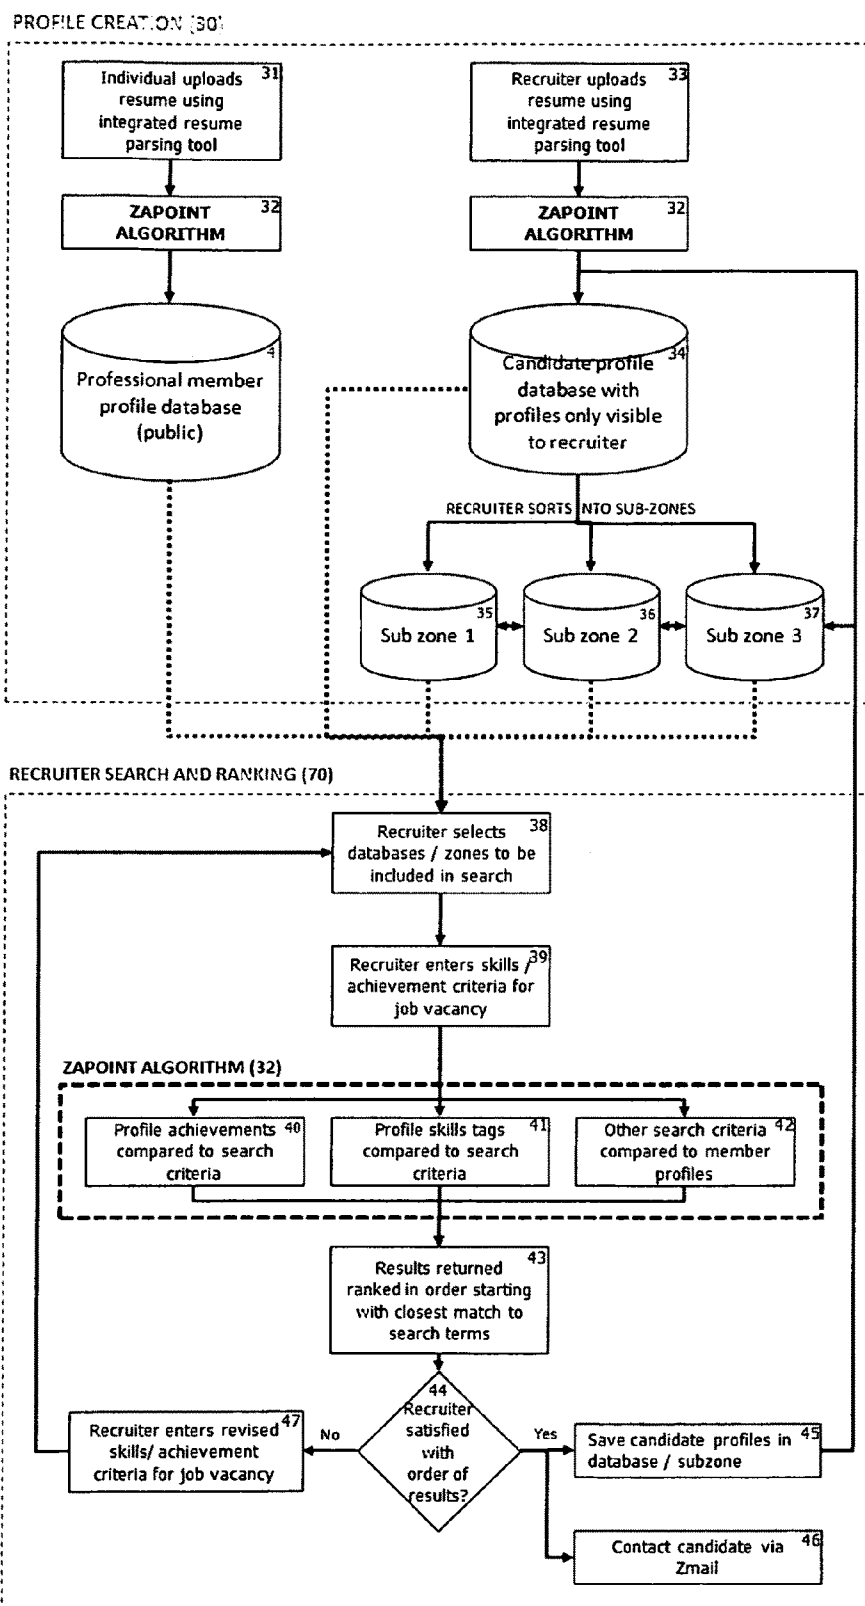 PROFILE CREATION (30)
31
Individual uploads
resume using
integrated resume
parsing tool
33
Recruiter uploads
resume using
integrated resume
parsing tool
32
ZAPOINT
ALGORITHM
32
ZAPOINT
ALGORITHM
4
Professional member
profile database
(public)
34
Candidate profile
database with
profiles only visible
to recruiter
RECRUITER SORTS INTO SUB-ZONES
35
Sub zone 1
36
Sub zone 2
37
Sub zone 3
RECRUITER SEARCH AND RANKING (70)
38
Recruiter selects
databases / zones to be
included in search
39
Recruiter enters skills /
achievement criteria for
job vacancy
ZAPOINT ALGORITHM (32)
40
Profile achievements
compared to search
criteria
41
Profile skills tags
compared to search
criteria
42
Other search criteria
compared to member
profiles
43
Results returned
ranked in order starting
with closest match to
search terms
44
Recruiter
satisfied
with
order of
results?
No
Yes
47
Recruiter enters revised
skills/ achievement
criteria for job vacancy
45
Save candidate profiles in
database / subzone
46
Contact candidate via
Zmail